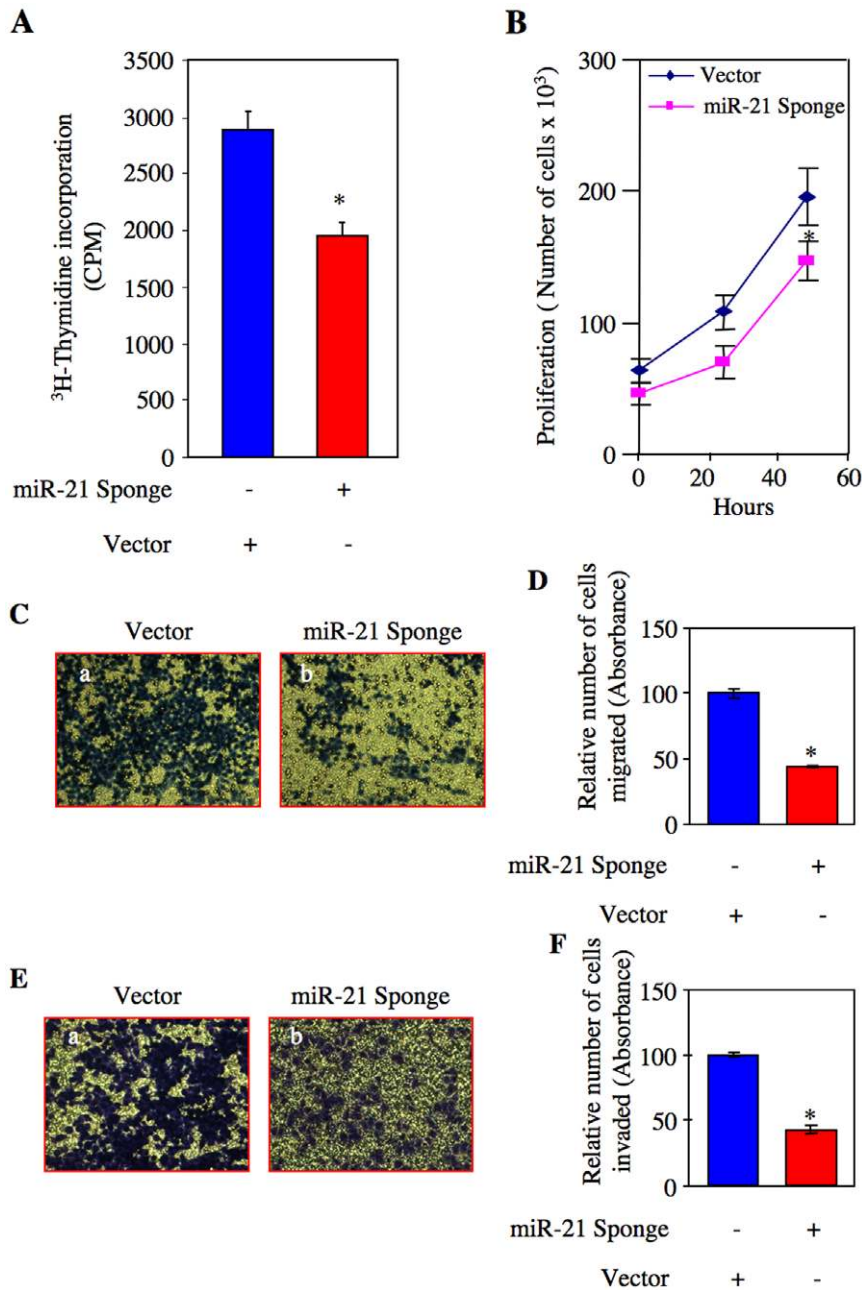 A
3500
3000
2500
2000
1500
1000
500
0
³H-Thymidine incorporation
(CPM)
*
miR-21 Sponge - +
Vector + -
B
300
200
100
0
Proliferation ( Number of cells x 10³)
Vector
miR-21 Sponge
*
0 20 40 60
Hours
C
Vector miR-21 Sponge
a b
D
Relative number of cells
migrated (Absorbance)
150
100
50
0
*
miR-21 Sponge - +
Vector + -
E
Vector miR-21 Sponge
a b
F
Relative number of cells
invaded (Absorbance)
150
100
50
0
*
miR-21 Sponge - +
Vector + -